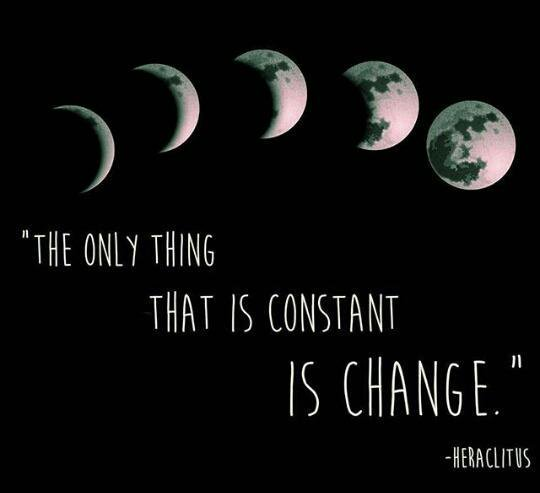 "THE ONLY THING
THAT IS CONSTANT
IS CHANGE."
-HERACLITUS